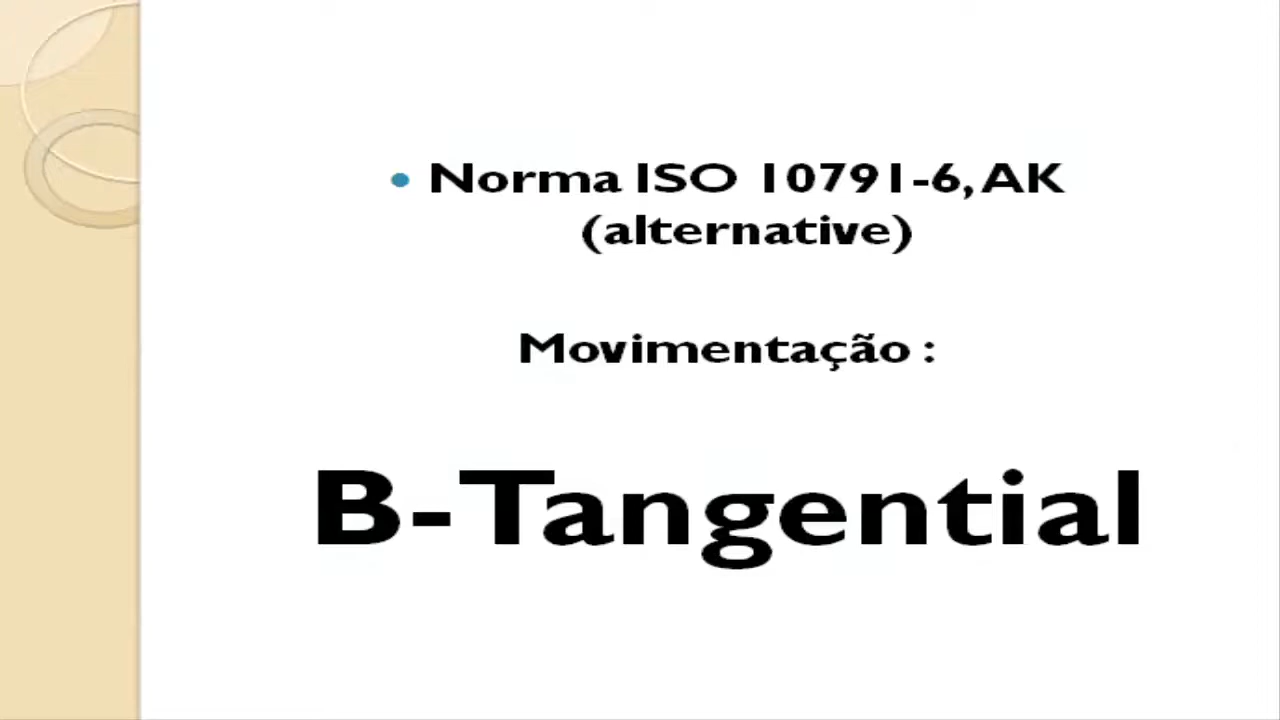 • Norma ISO 10791-6, AK
(alternative)
Movimentação :
B-Tangential